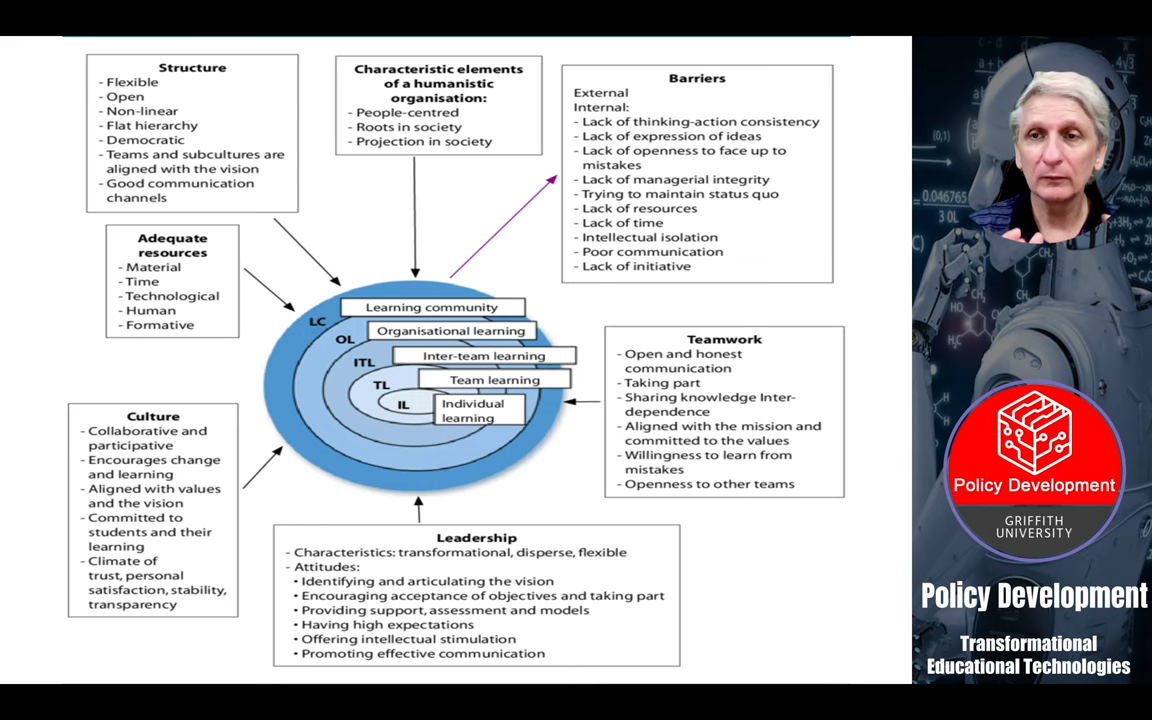 Structure
- Flexible
- Open
- Non-linear
- Flat hierarchy
- Democratic
- Teams and subcultures are
aligned with the vision
- Good communication
channels
Characteristic elements
of a humanistic
organisation:
- People-centred
- Roots in society
- Projection in society
Barriers
External
Internal:
- Lack of thinking-action consistency
- Lack of expression of ideas
- Lack of openness to face up to
mistakes
- Lack of managerial integrity
- Trying to maintain status quo
- Lack of resources
- Lack of time
- Intellectual isolation
- Poor communication
- Lack of initiative
Adequate
resources
- Material
- Time
- Technological
- Human
- Formative
LC
Learning community
OL
Organisational learning
ITL
Inter-team learning
TL
Team learning
IL
Individual
learning
Teamwork
- Open and honest
communication
- Taking part
- Sharing knowledge Inter-
dependence
- Aligned with the mission and
committed to the values
- Willingness to learn from
mistakes
- Openness to other teams
Culture
- Collaborative and
participative
- Encourages change
and learning
- Aligned with values
and the vision
- Committed to
students and their
learning
- Climate of
trust, personal
satisfaction, stability,
transparency
Leadership
- Characteristics: transformational, disperse, flexible
- Attitudes:
• Identifying and articulating the vision
• Encouraging acceptance of objectives and taking part
• Providing support, assessment and models
• Having high expectations
• Offering intellectual stimulation
• Promoting effective communication
(0,1)
0.046765
3 0L
HO
Policy Development
GRIFFITH
UNIVERSITY
Policy Development
Transformational
Educational Technologies